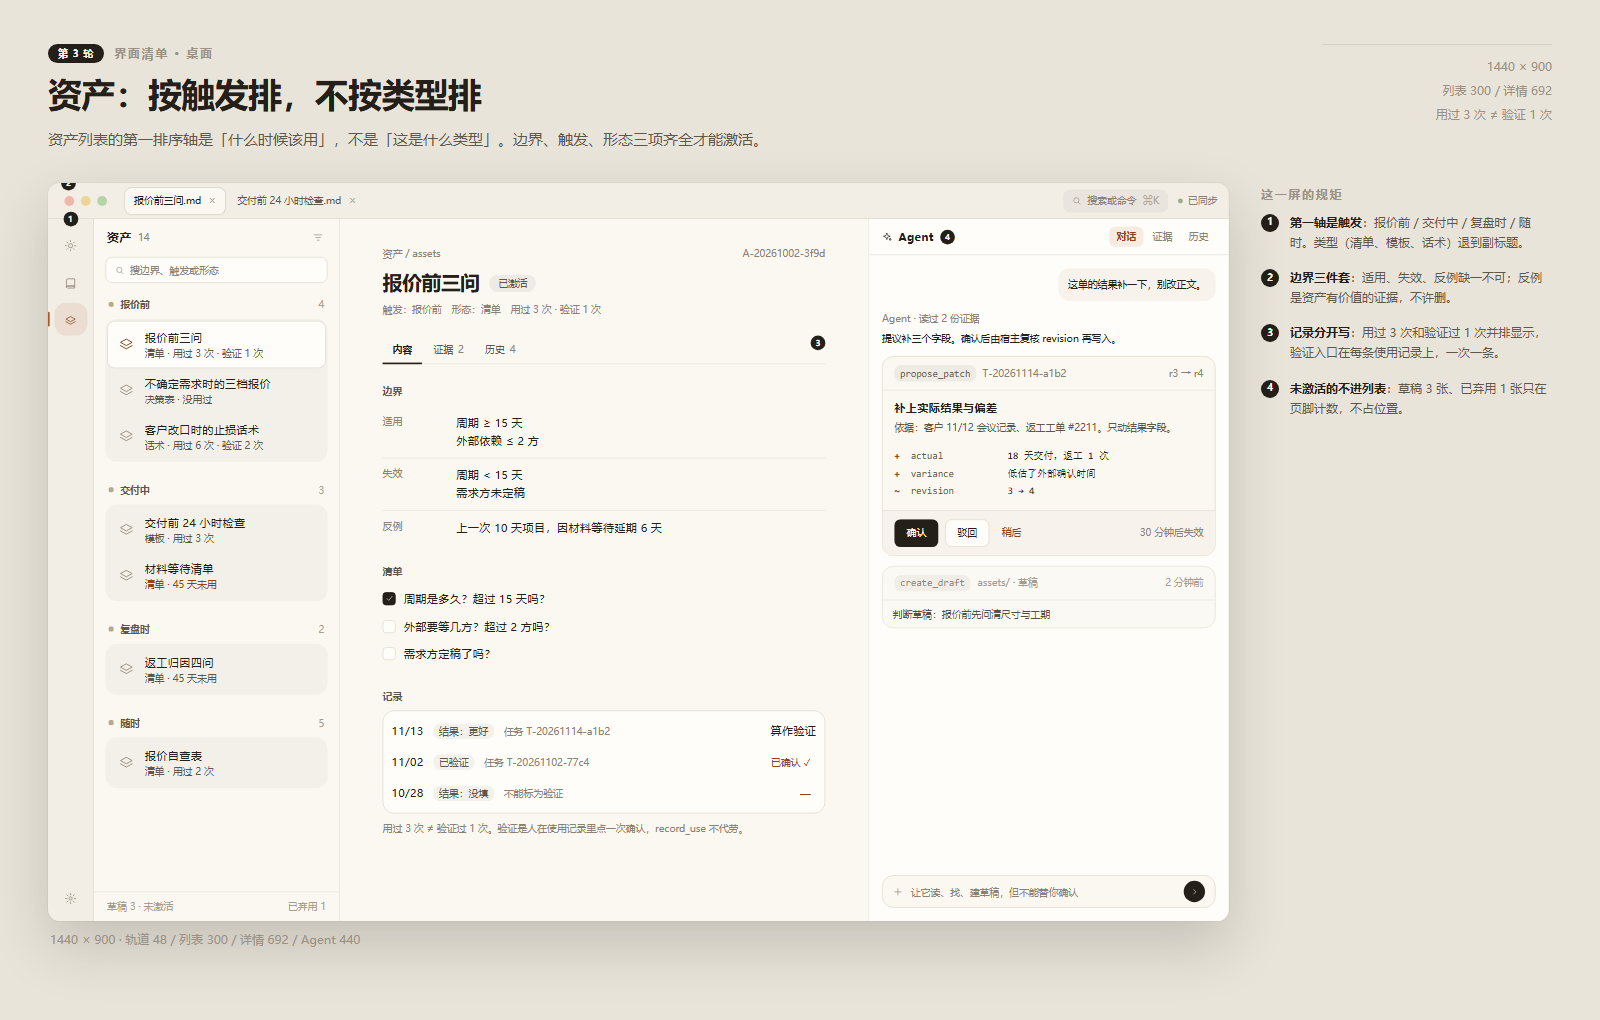 第 3 轮 界面清单 · 桌面
资产：按触发排，不按类型排
资产列表的第一排序轴是「什么时候该用」，不是「这是什么类型」。边界、触发、形态三项齐全才能激活。
1440 × 900
列表 300 / 详情 692
用过 3 次 ≠ 验证 1 次
2
报价前三问.md ×
交付前 24 小时检查.md ×
搜索或命令 ⌘K
已同步
1
资产 14
搜边界、触发或形态
报价前 4
报价前三问
清单 · 用过 3 次 · 验证 1 次
不确定需求时的三档报价
决策表 · 没用过
客户改口时的止损话术
话术 · 用过 6 次 · 验证 2 次
交付中 3
交付前 24 小时检查
模板 · 用过 3 次
材料等待清单
清单 · 45 天未用
复盘时 2
返工归因四问
清单 · 45 天未用
随时 5
报价自查表
清单 · 用过 2 次
草稿 3 · 未激活 已弃用 1
资产 / assets A-20261002-3f9d
报价前三问 已激活
触发：报价前 形态：清单 用过 3 次 · 验证 1 次
内容 证据 2 历史 4
3
边界
适用 周期 ≥ 15 天
外部依赖 ≤ 2 方
失效 周期 < 15 天
需求方未定稿
反例 上一次 10 天项目，因材料等待延期 6 天
清单
周期是多久？超过 15 天吗？
外部要等几方？超过 2 方吗？
需求方定稿了吗？
记录
11/13 结果：更好 任务 T-20261114-a1b2 算作验证
11/02 已验证 任务 T-20261102-77c4 已确认 ✓
10/28 结果：没填 不能标为验证 —
用过 3 次 ≠ 验证过 1 次。验证是人在使用记录里点一次确认，record_use 不代劳。
Agent 4 对话 证据 历史
这单的结果补一下，别改正文。
Agent · 读过 2 份证据
提议补三个字段。确认后由宿主复核 revision 再写入。
propose_patch T-20261114-a1b2 r3 → r4
补上实际结果与偏差
依据：客户 11/12 会议记录、返工工单 #2211。只动结果字段。
+ actual 18 天交付，返工 1 次
+ variance 低估了外部确认时间
~ revision 3 → 4
确认 驳回 稍后 30 分钟后失效
create_draft assets/ · 草稿 2 分钟前
判断草稿：报价前先问清尺寸与工期
+ 让它读、找、建草稿，但不能替你确认
这一屏的规矩
1 第一轴是触发：报价前 / 交付中 / 复盘时 / 随
时。类型（清单、模板、话术）退到副标题。
2 边界三件套：适用、失效、反例缺一不可；反例
是资产有价值的证据，不许删。
3 记录分开写：用过 3 次和验证过 1 次并排显示，
验证入口在每条使用记录上，一次一条。
4 未激活的不进列表：草稿 3 张、已弃用 1 张只在
页脚计数，不占位置。
1440 × 900 · 轨道 48 / 列表 300 / 详情 692 / Agent 440